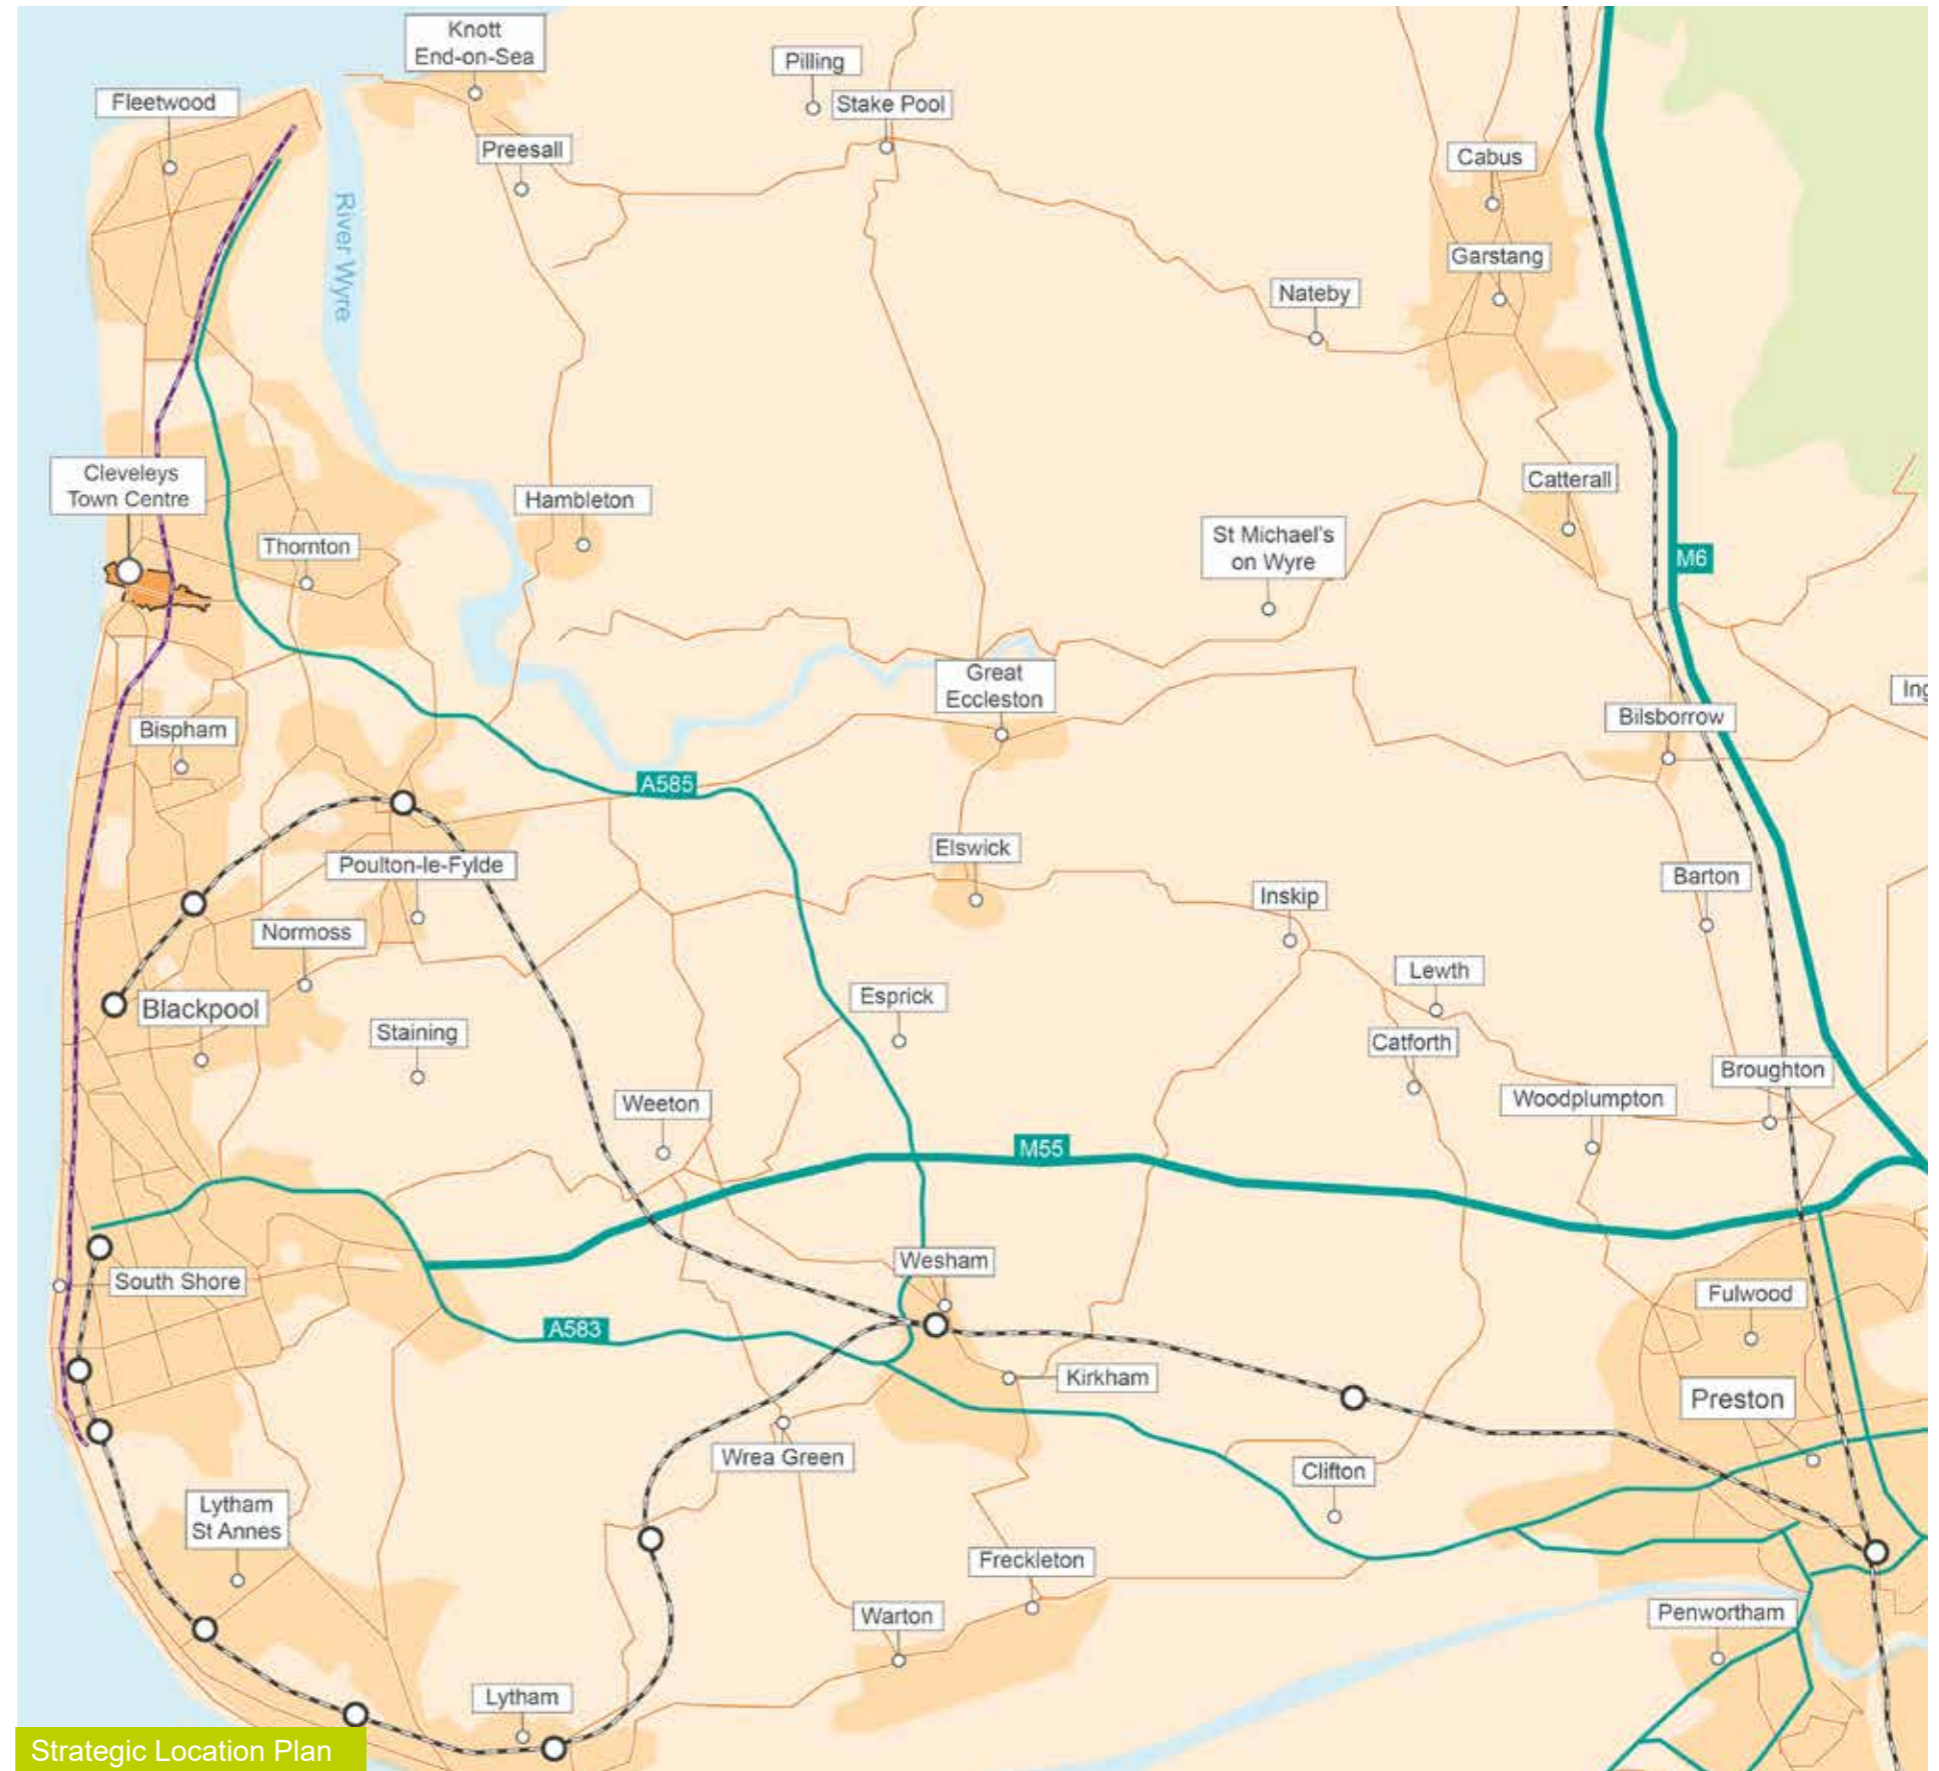 Knott
End-on-Sea
Pilling
Fleetwood
Stake Pool
Preesall
Cabus
River Wyre
Garstang
Nateby
Cleveleys
Town Centre
Hambleton
Catterall
Thornton
St Michael's
on Wyre
M6
Great
Eccleston
Ing
Bispham
Bilsborrow
A585
Elswick
Poulton-le-Fylde
Barton
Inskip
Normoss
Lewth
Esprick
Blackpool
Staining
Catforth
Broughton
Weeton
Woodplumpton
M55
Wesham
South Shore
Fulwood
A583
Kirkham
Preston
Wrea Green
Clifton
Lytham
St Annes
Freckleton
Warton
Penwortham
Lytham
Strategic Location Plan